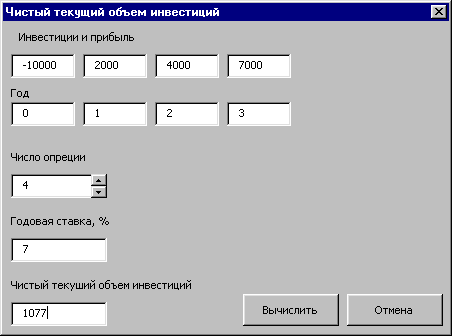 Чистый текущий объем инвестиций
Инвестиции и прибыль
-10000 2000 4000 7000
Год
0 1 2 3
Число опреции
4
Годовая ставка, %
7
Чистый текуший объем инвестиций
1077
Вычислить Отмена